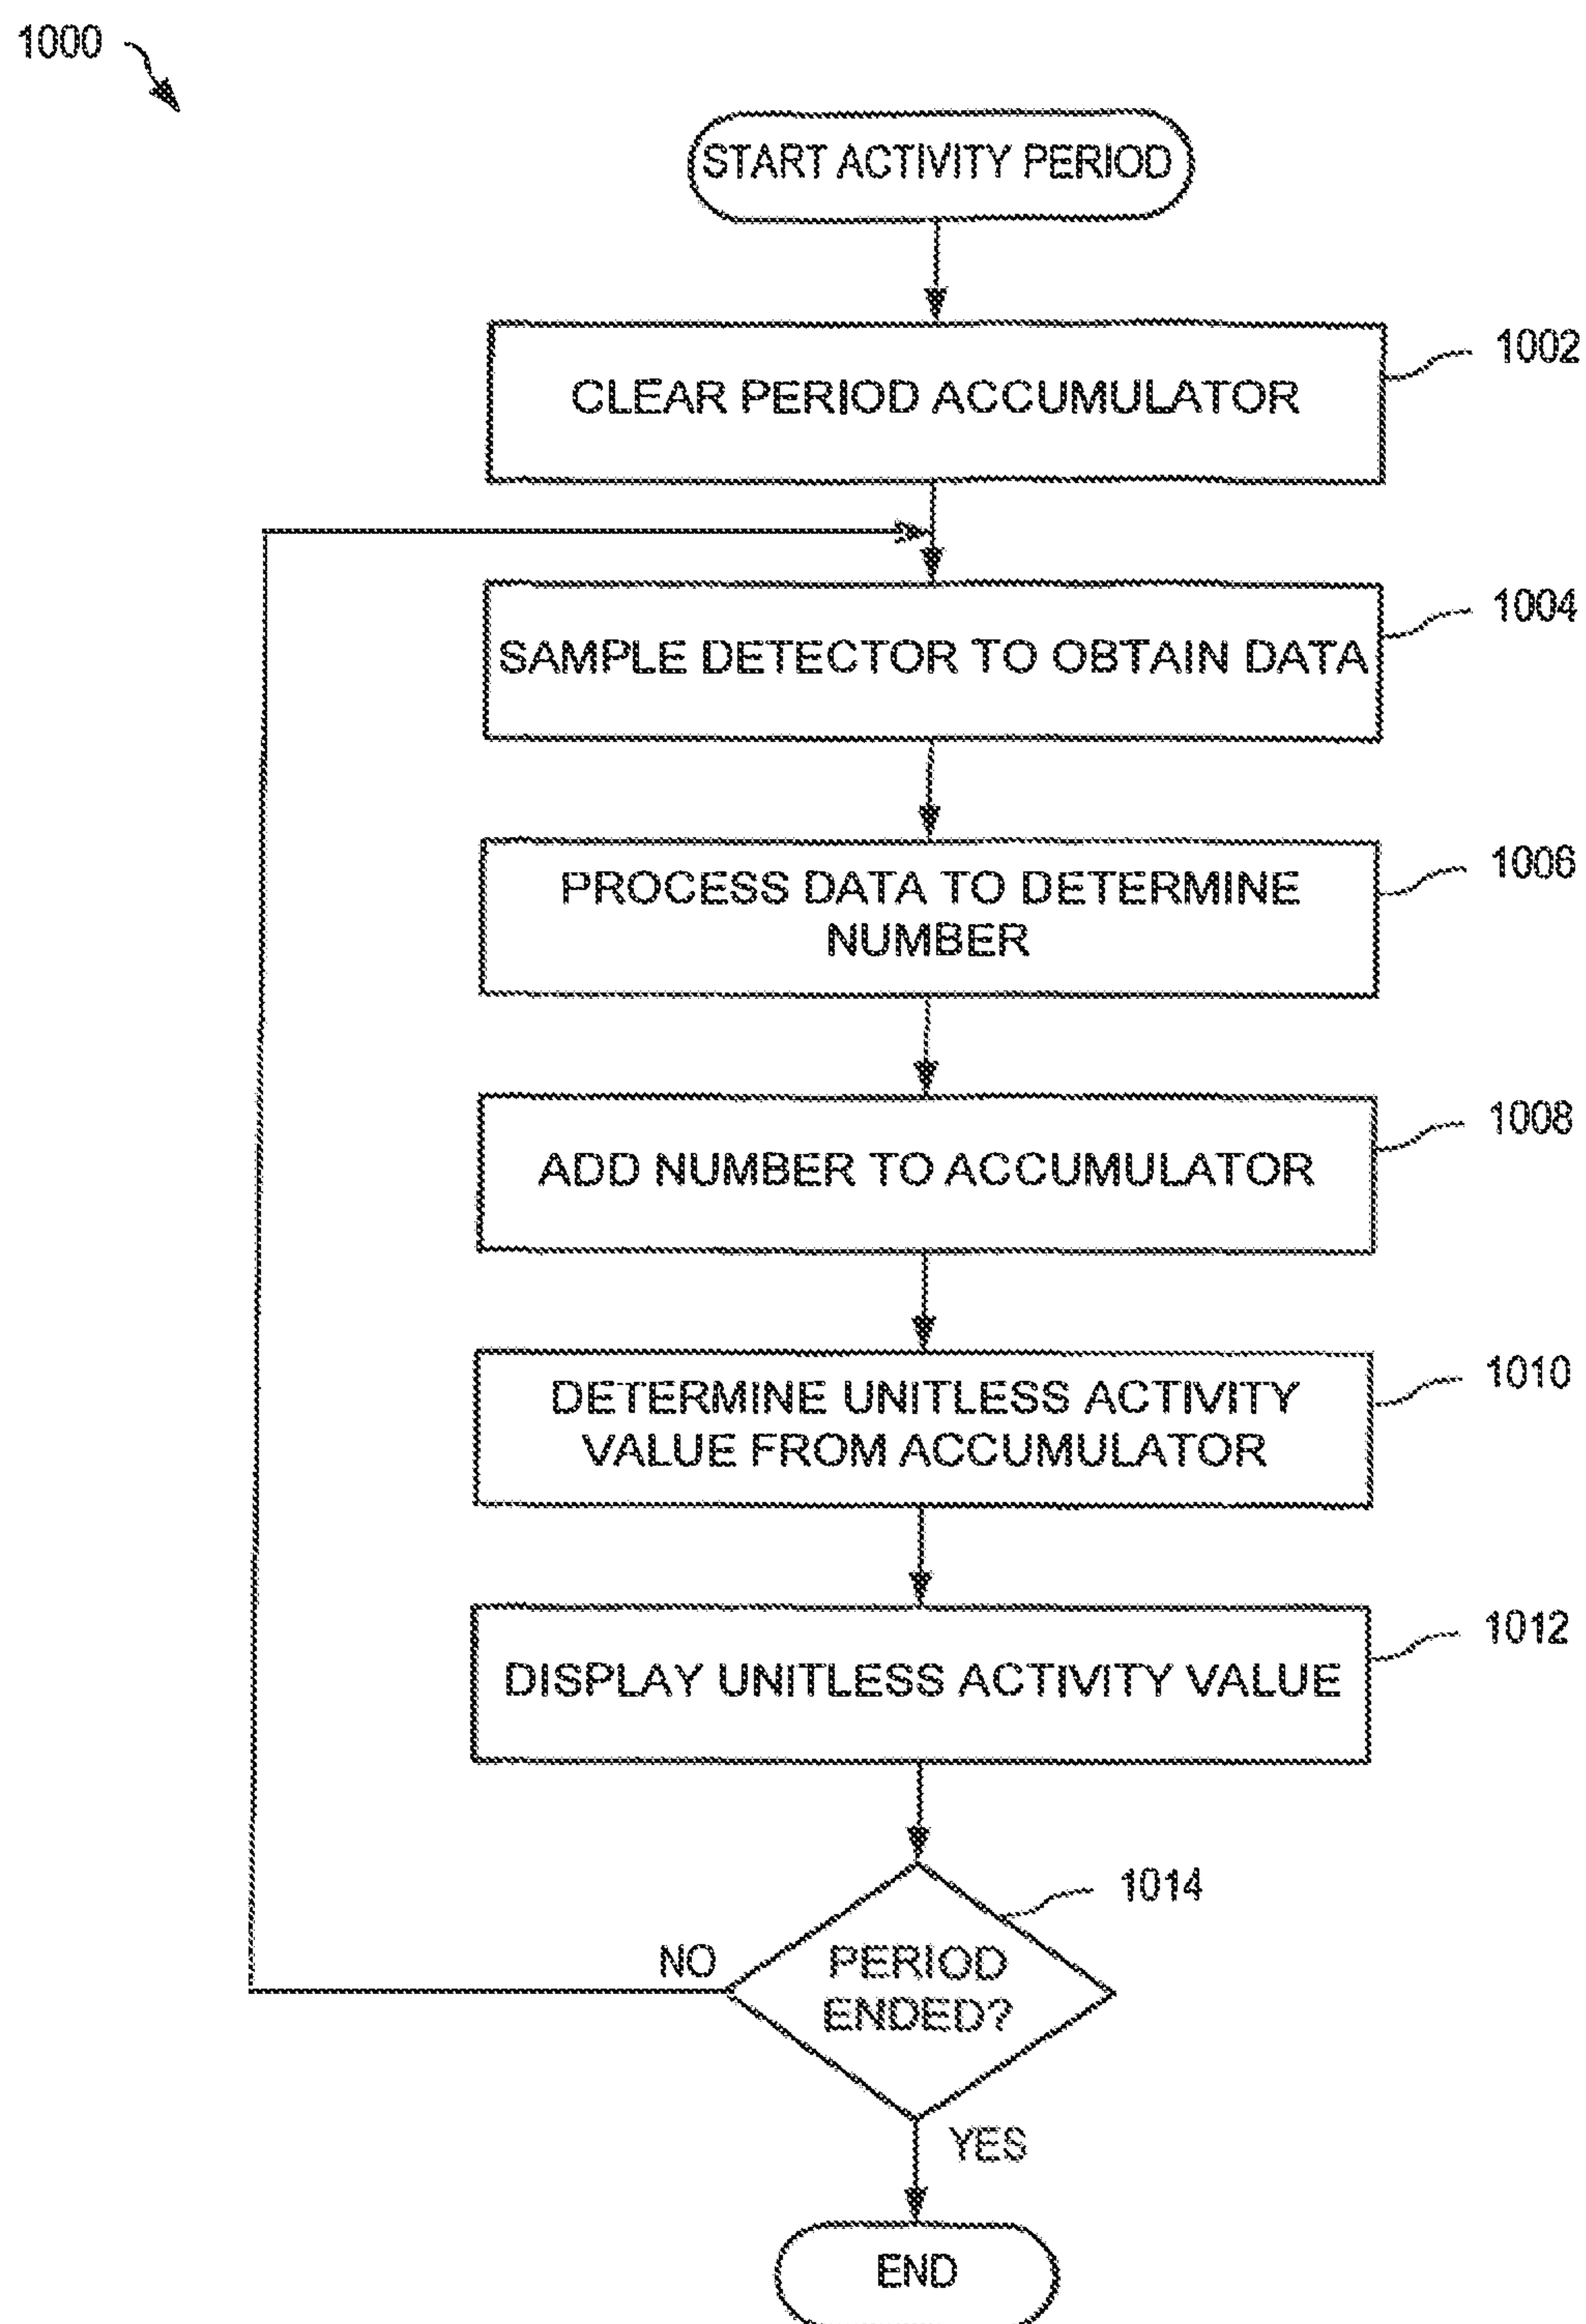 1000
START ACTIVITY PERIOD
CLEAR PERIOD ACCUMULATOR
1002
SAMPLE DETECTOR TO OBTAIN DATA
1004
PROCESS DATA TO DETERMINE
NUMBER
1006
ADD NUMBER TO ACCUMULATOR
1008
DETERMINE UNITLESS ACTIVITY
VALUE FROM ACCUMULATOR
1010
DISPLAY UNITLESS ACTIVITY VALUE
1012
PERIOD
ENDED?
1014
NO
YES
END